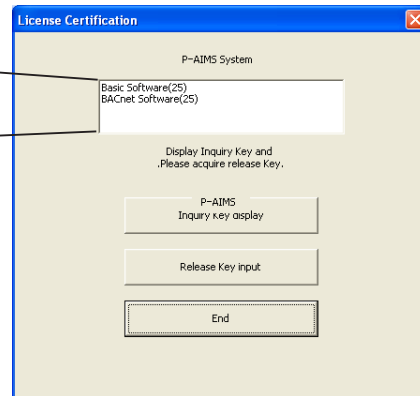 License Certification
P-AIMS System
Basic Software(25)
BACnet Software(25)
Display Inquiry Key and
.Please acquire release Key.
P-AIMS
Inquiry Key display
Release Key input
End